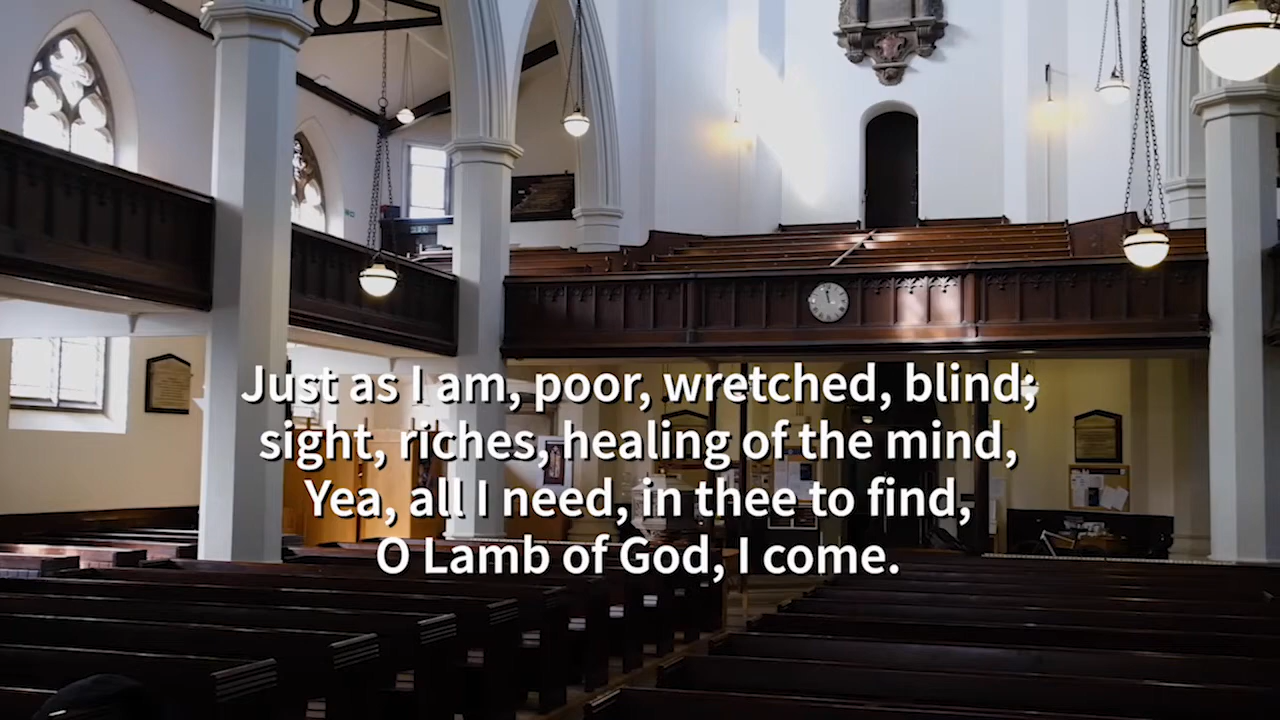 Just as I am, poor, wretched, blind;
sight, riches, healing of the mind,
Yea, all I need, in thee to find,
O Lamb of God, I come.